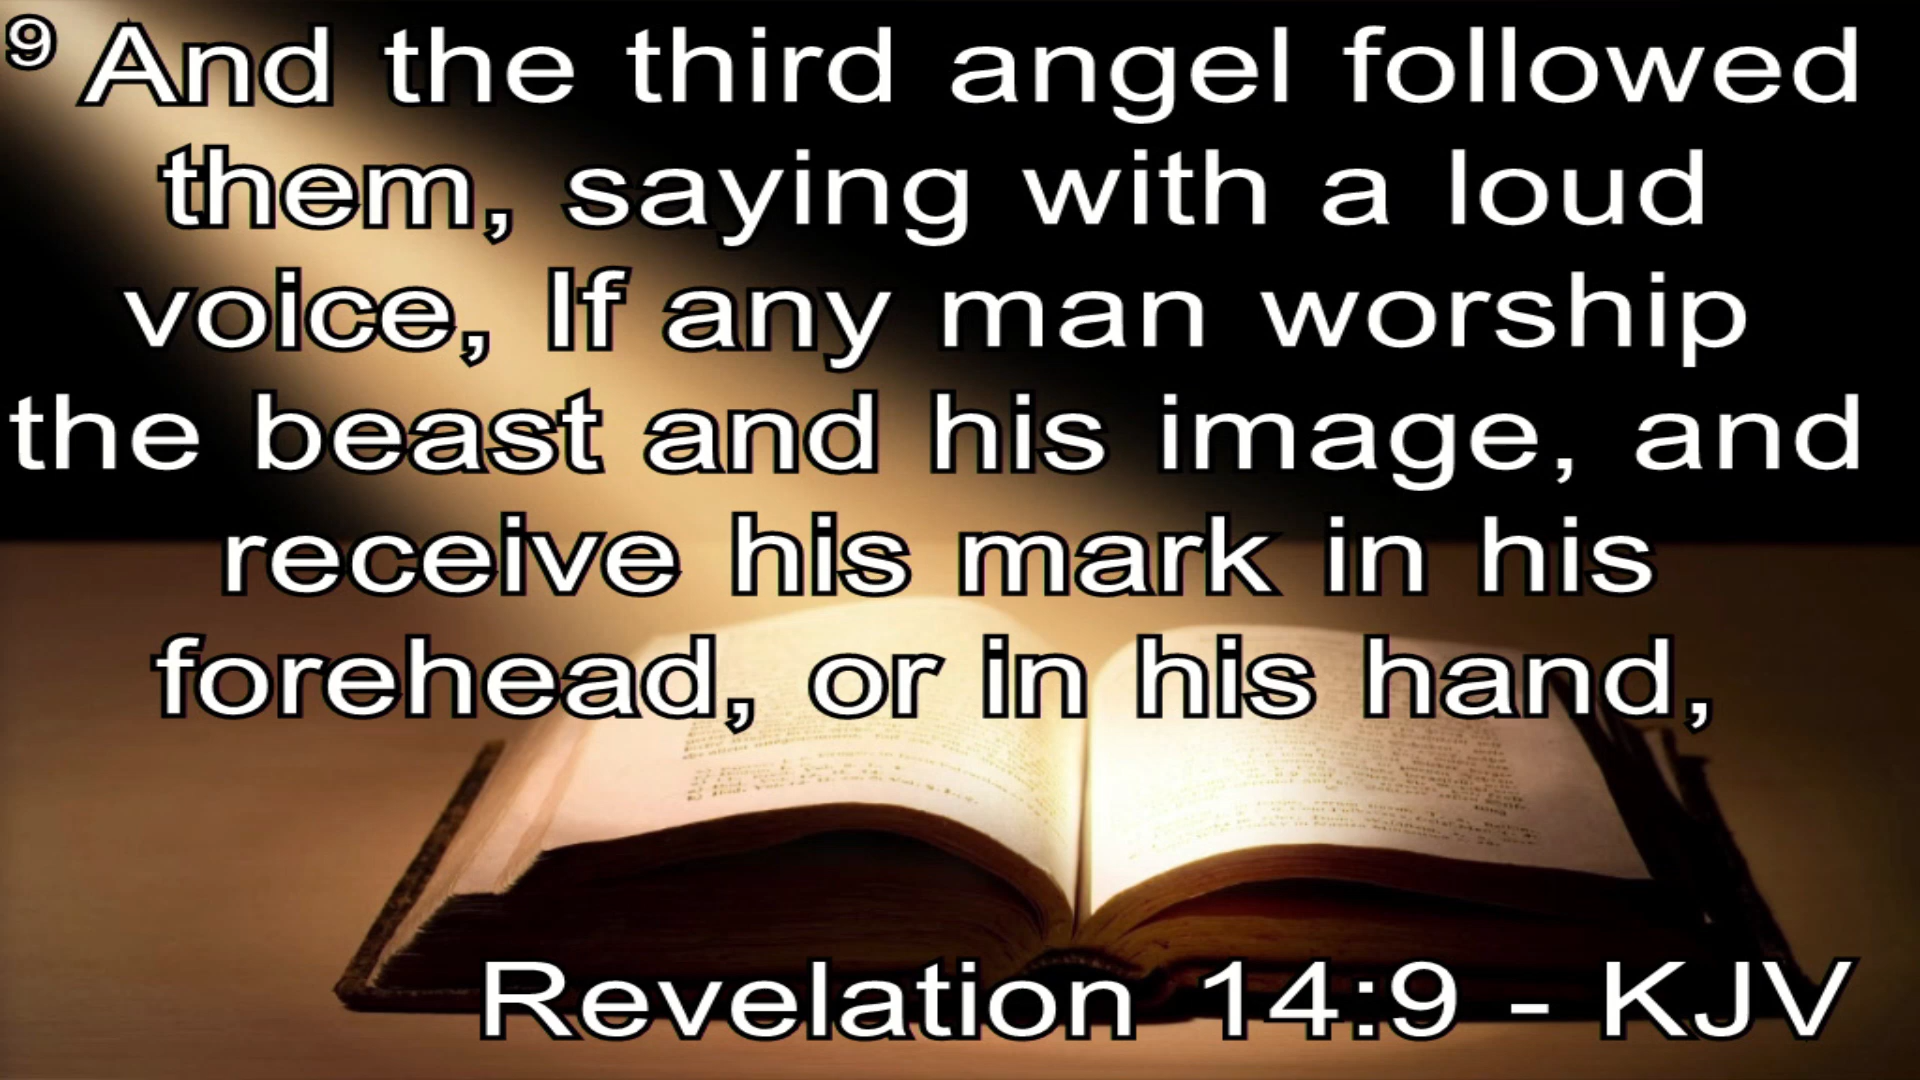 9 And the third angel followed
them, saying with a loud
voice, If any man worship
the beast and his image, and
receive his mark in his
forehead, or in his hand,
Revelation 14:9 - KJV